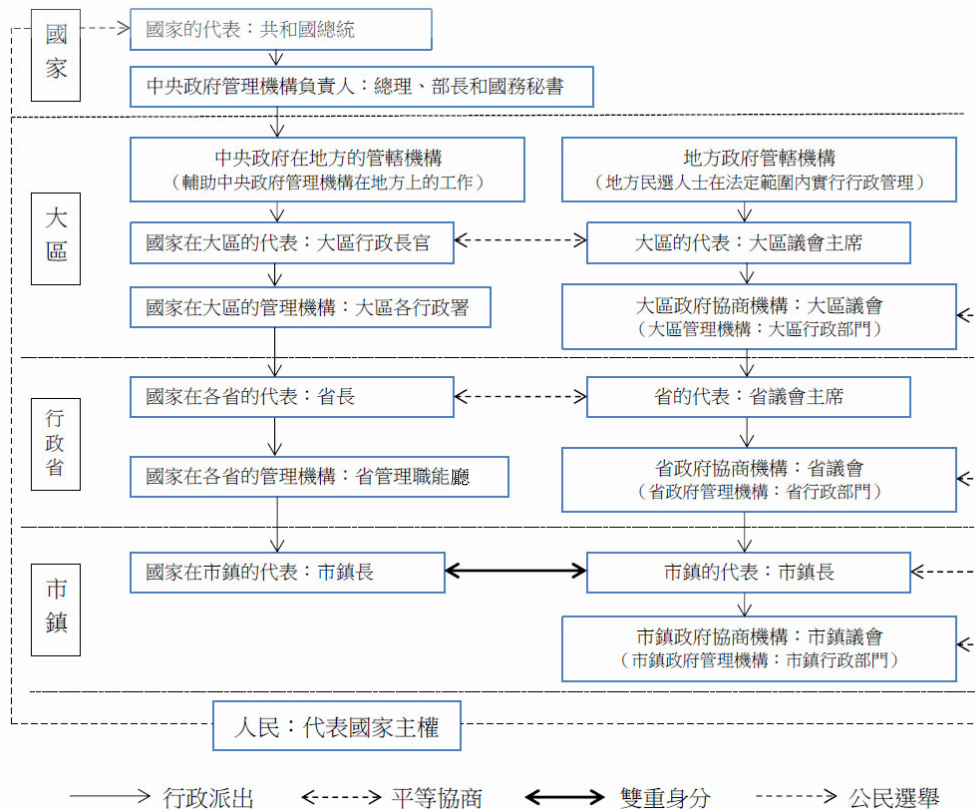 國家
國家的代表：共和國總統
中央政府管理機構負責人：總理、部長和國務秘書
大區
中央政府在地方的管轄機構
（輔助中央政府管理機構在地方上的工作）
地方政府管轄機構
（地方民選人士在法定範圍內實行行政管理）
國家在大區的代表：大區行政長官
大區的代表：大區議會主席
國家在大區的管理機構：大區各行政署
大區政府協商機構：大區議會
（大區管理機構：大區行政部門）
行政省
國家在各省的代表：省長
省的代表：省議會主席
國家在各省的管理機構：省管理職能廳
省政府協商機構：省議會
（省政府管理機構：省行政部門）
市鎮
國家在市鎮的代表：市鎮長
市鎮的代表：市鎮長
市鎮政府協商機構：市鎮議會
（市鎮政府管理機構：市鎮行政部門）
人民：代表國家主權
行政派出
平等協商
雙重身分
公民選舉